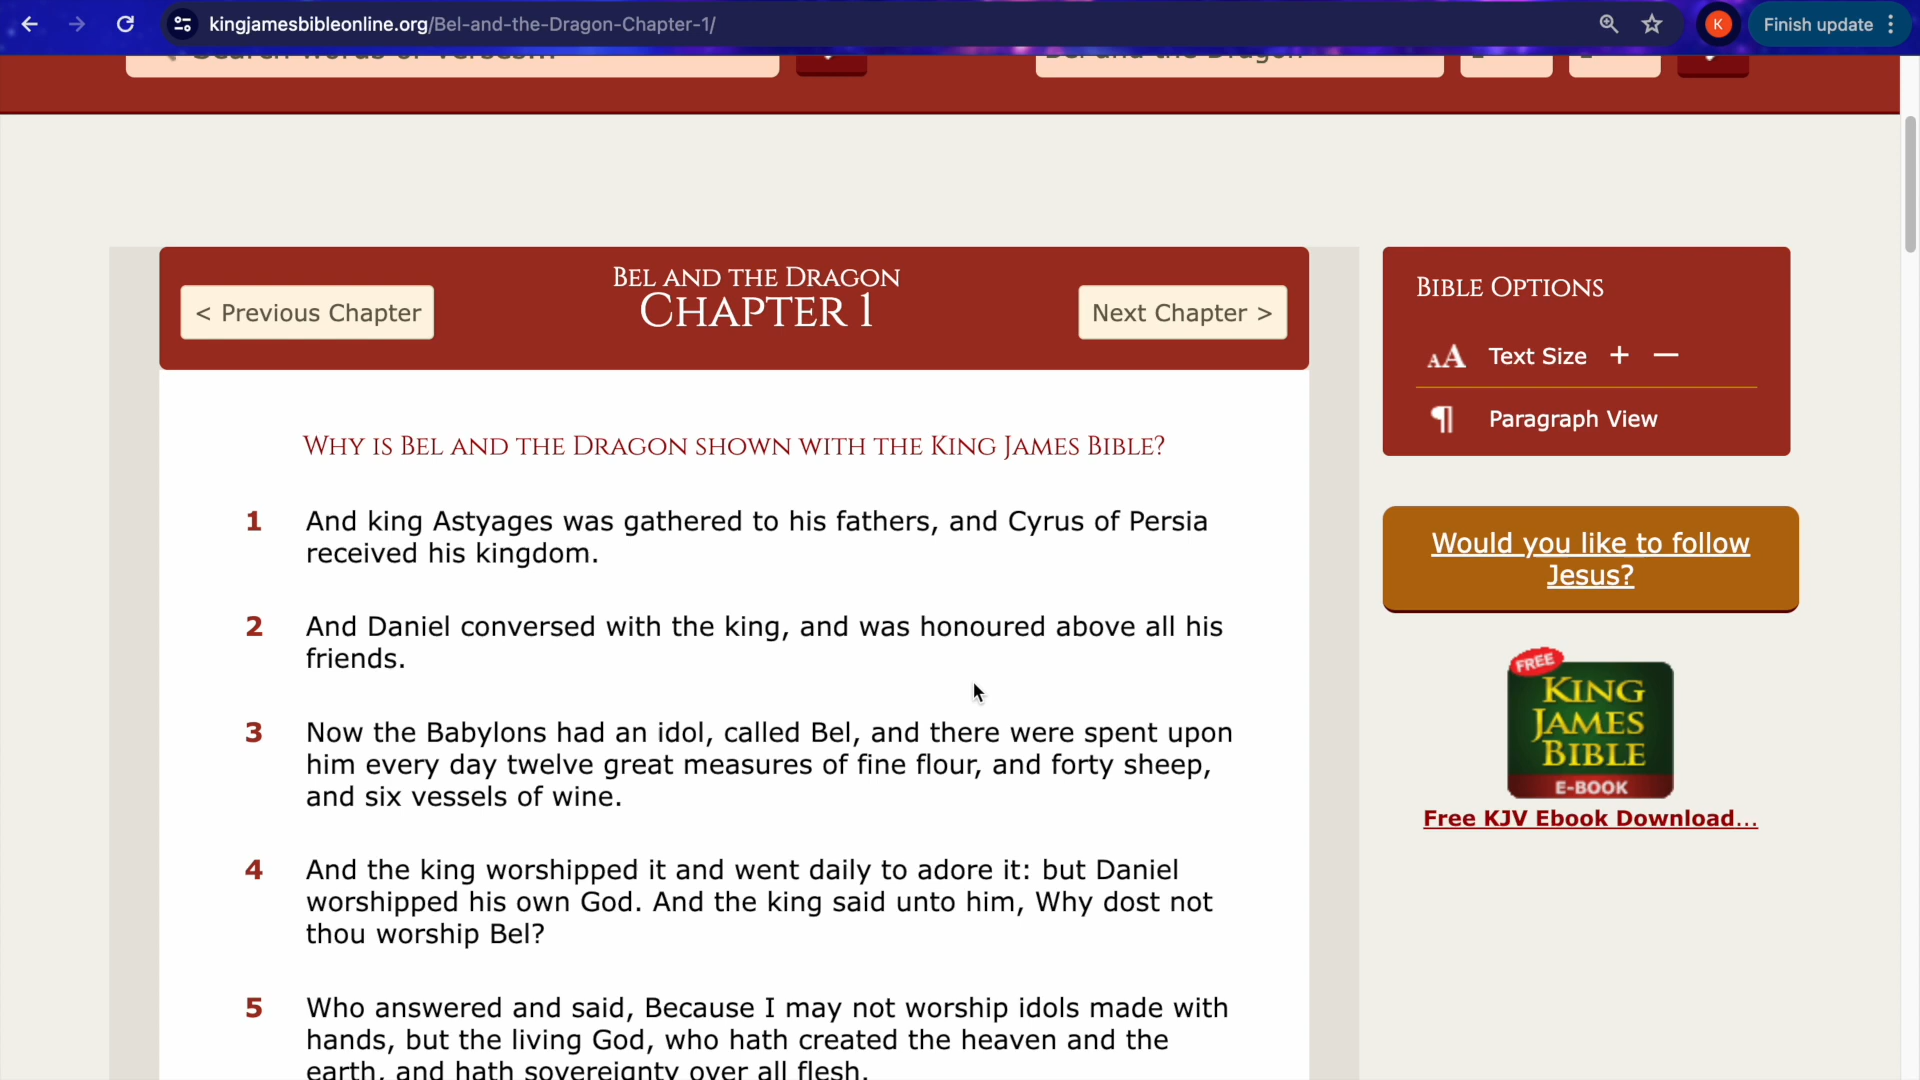 kingjamesbibleonline.org/Bel-and-the-Dragon-Chapter-1/
K
Finish update
Search words or verses...
Bel and the Dragon
< Previous Chapter
Bel and the Dragon
Chapter 1
Next Chapter >
Why is Bel and the Dragon shown with the King James Bible?
1 And king Astyages was gathered to his fathers, and Cyrus of Persia
received his kingdom.
2 And Daniel conversed with the king, and was honoured above all his
friends.
3 Now the Babylons had an idol, called Bel, and there were spent upon
him every day twelve great measures of fine flour, and forty sheep,
and six vessels of wine.
4 And the king worshipped it and went daily to adore it: but Daniel
worshipped his own God. And the king said unto him, Why dost not
thou worship Bel?
5 Who answered and said, Because I may not worship idols made with
hands, but the living God, who hath created the heaven and the
earth, and hath sovereignty over all flesh.
Bible Options
AA Text Size + —
¶ Paragraph View
Would you like to follow
Jesus?
FREE
KING
JAMES
BIBLE
E-BOOK
Free KJV Ebook Download...